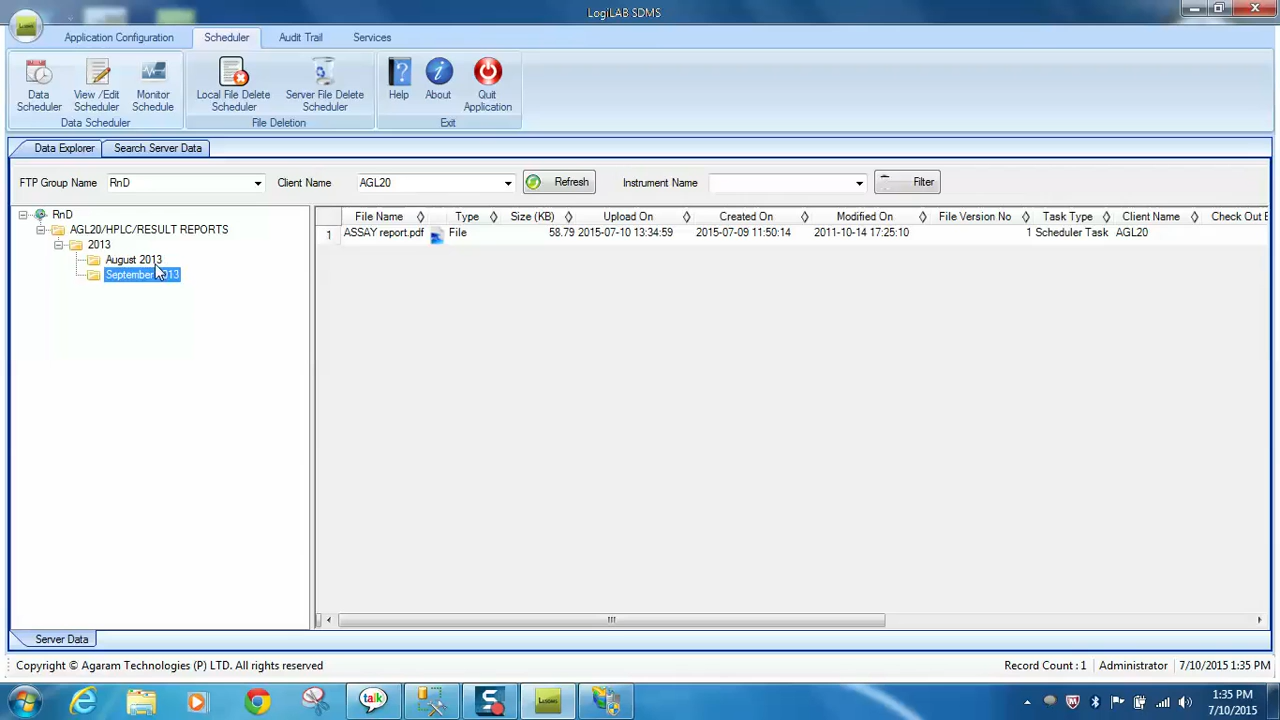 LogiLAB SDMS
Application Configuration Scheduler Audit Trail Services
Data Scheduler View /Edit Scheduler Monitor Schedule Local File Delete Scheduler Server File Delete Scheduler Help About Quit Application
Data Scheduler File Deletion Exit
Data Explorer Search Server Data
FTP Group Name RnD Client Name AGL20 Refresh Instrument Name Filter
RnD
AGL20/HPLC/RESULT REPORTS
2013
August 2013
September 2013
File Name Type Size (KB) Upload On Created On Modified On File Version No Task Type Client Name Check Out B
1 ASSAY report.pdf File 58.79 2015-07-10 13:34:59 2015-07-09 11:50:14 2011-10-14 17:25:10 1 Scheduler Task AGL20
Server Data
Copyright © Agaram Technologies (P) LTD. All rights reserved Record Count : 1 Administrator 7/10/2015 1:35 PM
talk
1:35 PM
7/10/2015